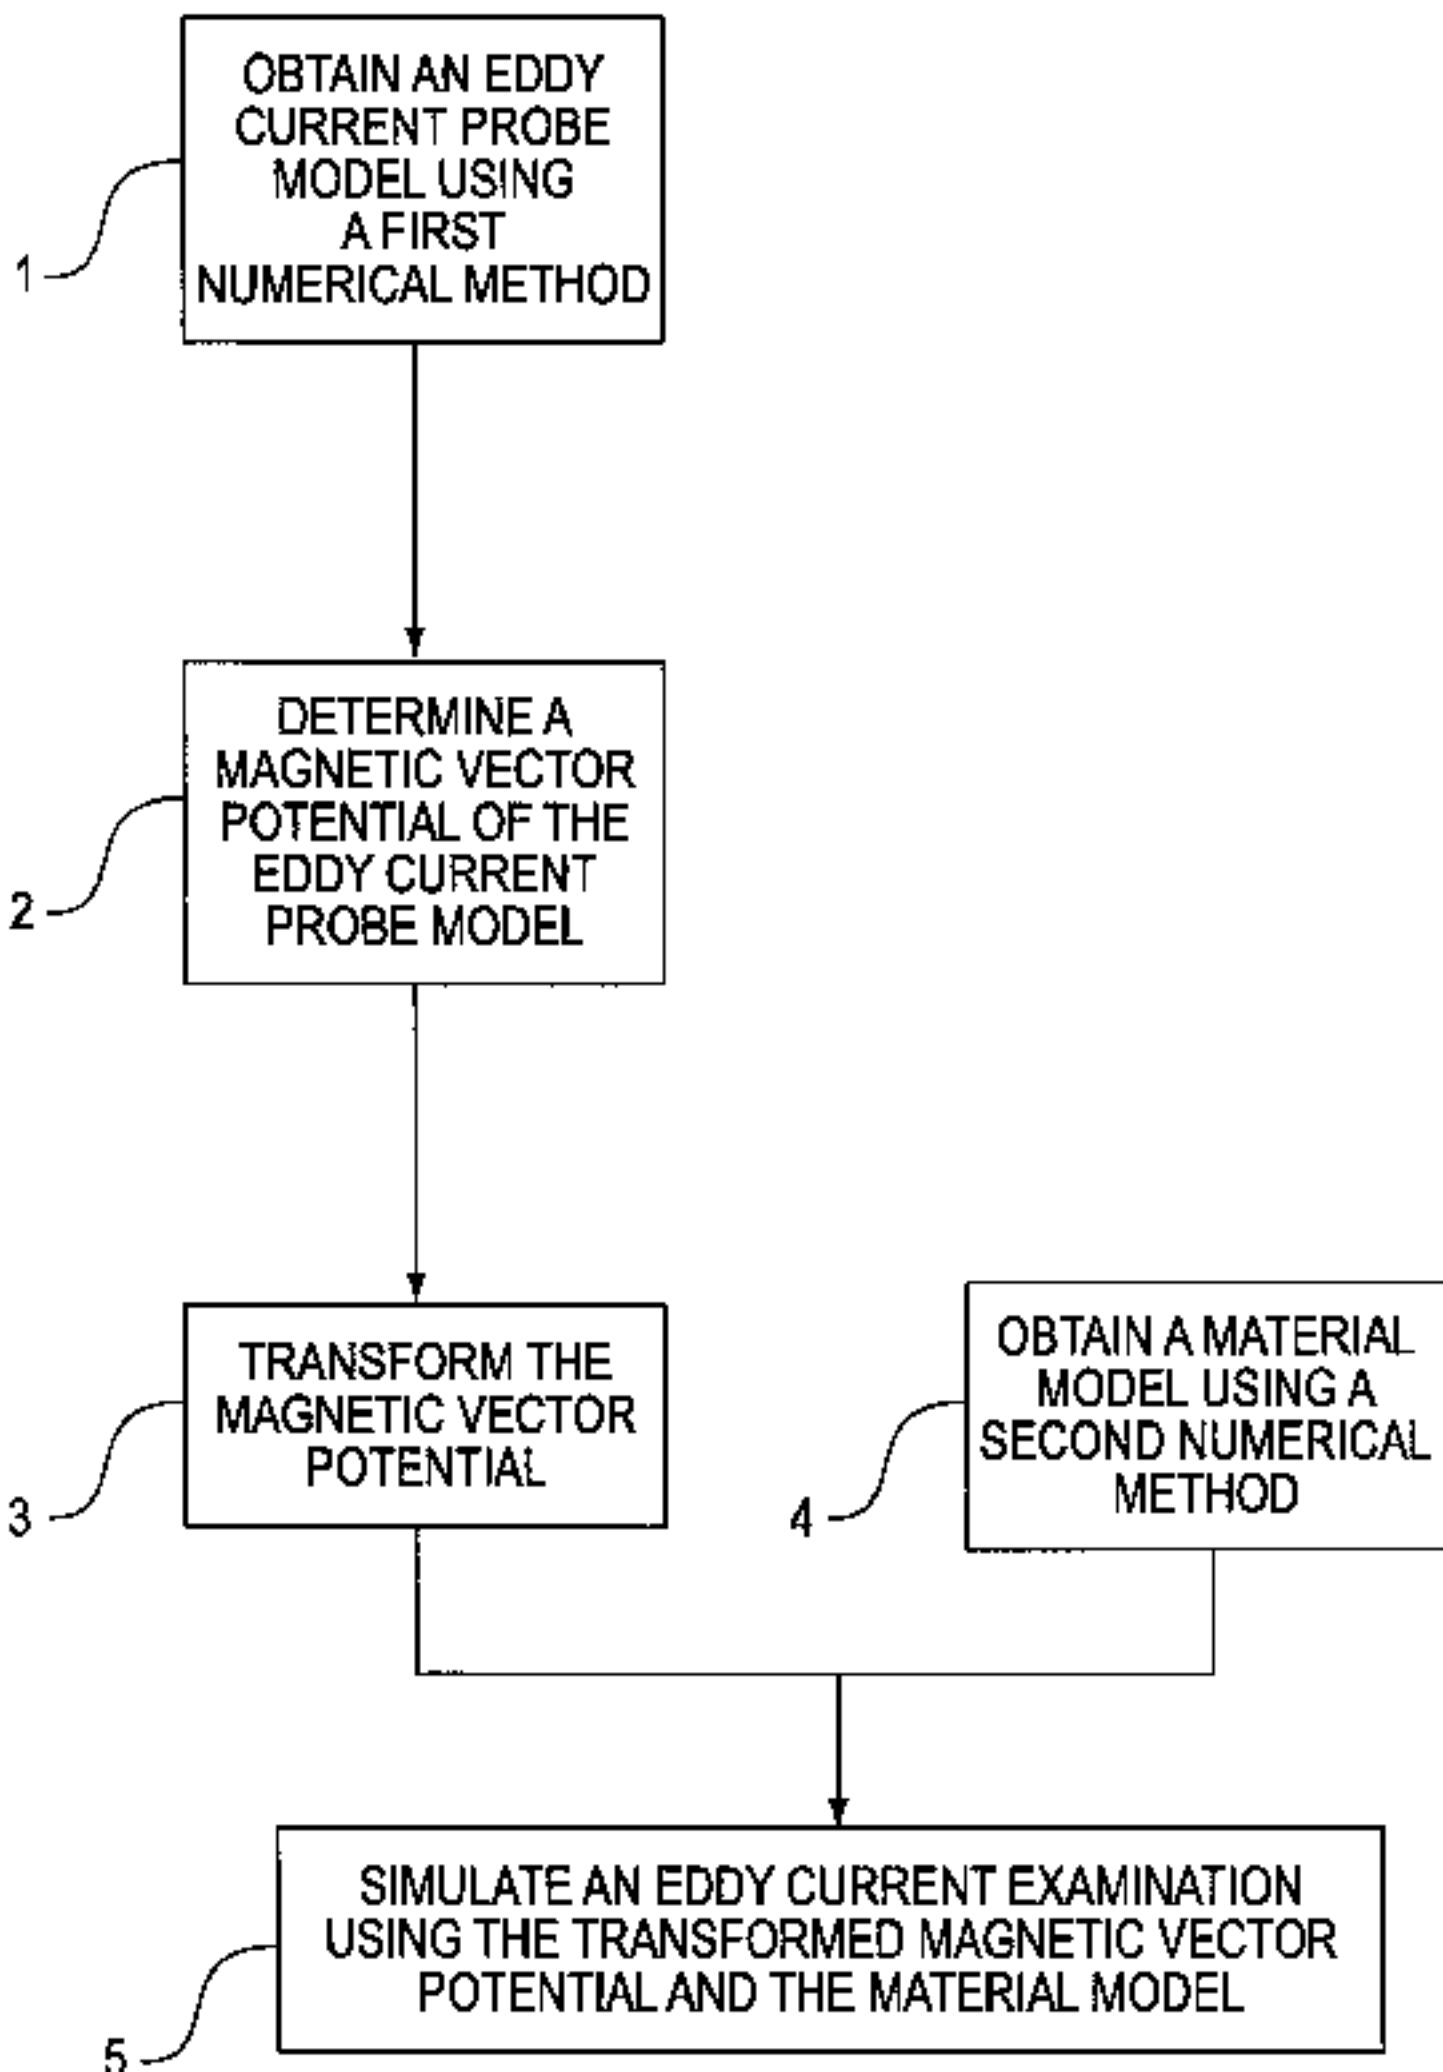 OBTAIN AN EDDY
CURRENT PROBE
MODEL USING
A FIRST
NUMERICAL METHOD
1
DETERMINE A
MAGNETIC VECTOR
POTENTIAL OF THE
EDDY CURRENT
PROBE MODEL
2
TRANSFORM THE
MAGNETIC VECTOR
POTENTIAL
3
OBTAIN A MATERIAL
MODEL USING A
SECOND NUMERICAL
METHOD
4
SIMULATE AN EDDY CURRENT EXAMINATION
USING THE TRANSFORMED MAGNETIC VECTOR
POTENTIAL AND THE MATERIAL MODEL
5